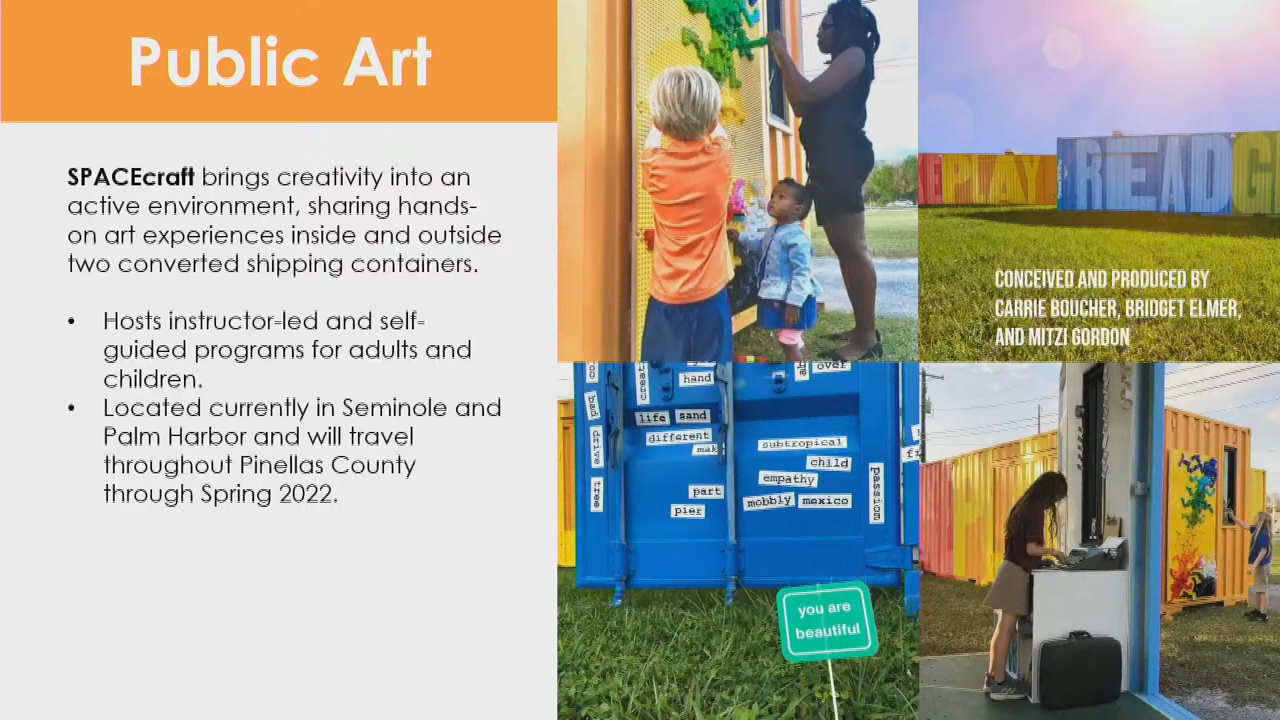 Public Art
SPACEcraft brings creativity into an
active environment, sharing hands-
on art experiences inside and outside
two converted shipping containers.
• Hosts instructor-led and self-
guided programs for adults and
children.
• Located currently in Seminole and
Palm Harbor and will travel
throughout Pinellas County
through Spring 2022.
PLAY
READ
CONCEIVED AND PRODUCED BY
CARRIE BOUCHER, BRIDGET ELMER,
AND MITZI GORDON
over
hand
bad
life sand
drive
different
subtropical
child
empathy
tree
part
mobbly mexico
passion
pier
you are
beautiful